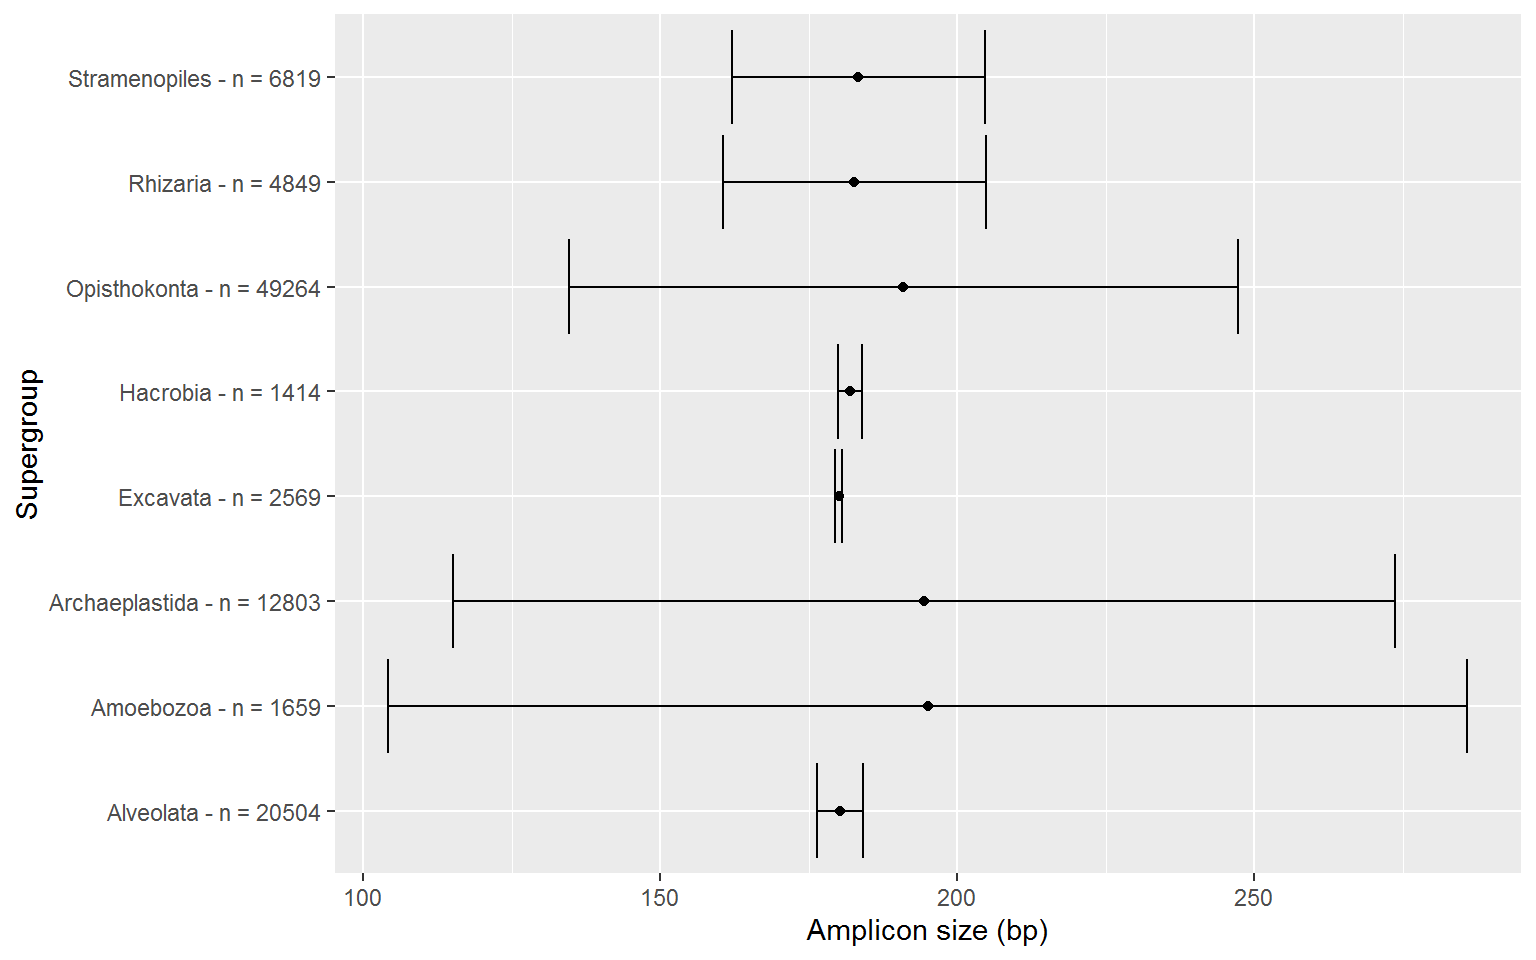 Supergroup
Stramenopiles - n = 6819
Rhizaria - n = 4849
Opisthokonta - n = 49264
Hacrobia - n = 1414
Excavata - n = 2569
Archaeplastida - n = 12803
Amoebozoa - n = 1659
Alveolata - n = 20504
100 150 200 250
Amplicon size (bp)